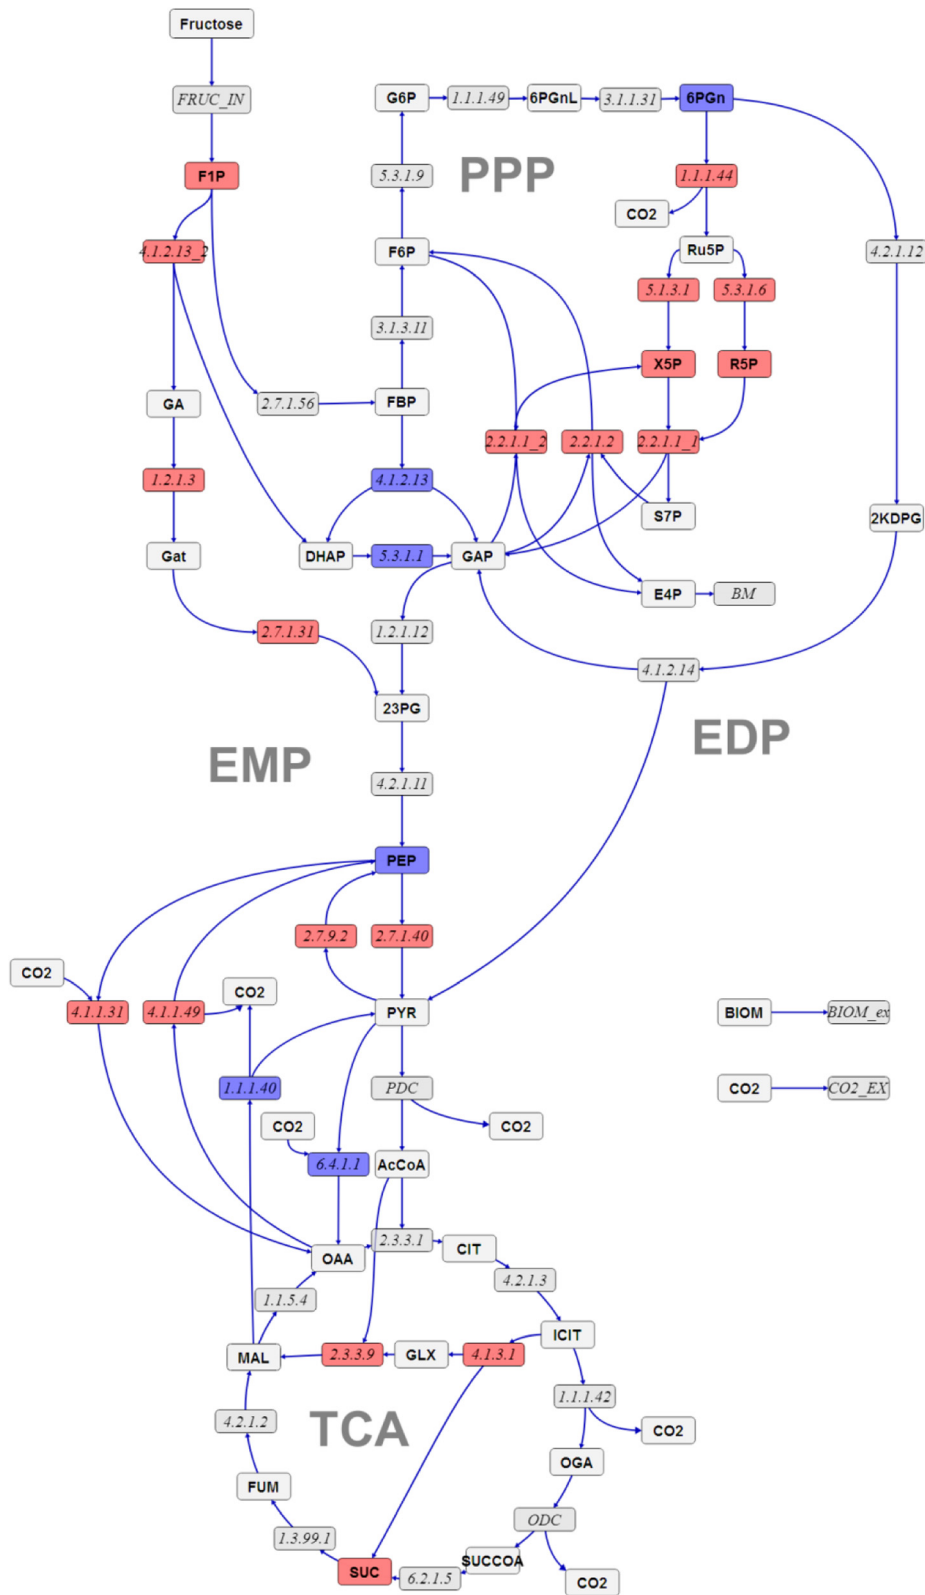 Fructose
FRUC_IN
G6P
1.1.1.49
6PGnL
3.1.1.31
6PGn
F1P
5.3.1.9
PPP
1.1.1.44
CO2
4.1.2.13_2
F6P
Ru5P
4.2.1.12
5.1.3.1
5.3.1.6
3.1.3.11
X5P
R5P
GA
2.7.1.56
FBP
2.2.1.1_2
2.2.1.2
2.2.1.1_1
1.2.1.3
4.1.2.13
S7P
2KDPG
Gat
DHAP
5.3.1.1
GAP
E4P
BM
2.7.1.31
1.2.1.12
4.1.2.14
23PG
EMP
EDP
4.2.1.11
PEP
2.7.9.2
2.7.1.40
CO2
CO2
4.1.1.31
4.1.1.49
PYR
BIOM
BIOM_ex
1.1.1.40
PDC
CO2
CO2_EX
CO2
CO2
6.4.1.1
AcCoA
OAA
2.3.3.1
CIT
4.2.1.3
1.1.5.4
ICIT
MAL
2.3.3.9
GLX
4.1.3.1
1.1.1.42
4.2.1.2
TCA
CO2
OGA
FUM
ODC
1.3.99.1
SUCCOA
SUC
6.2.1.5
CO2